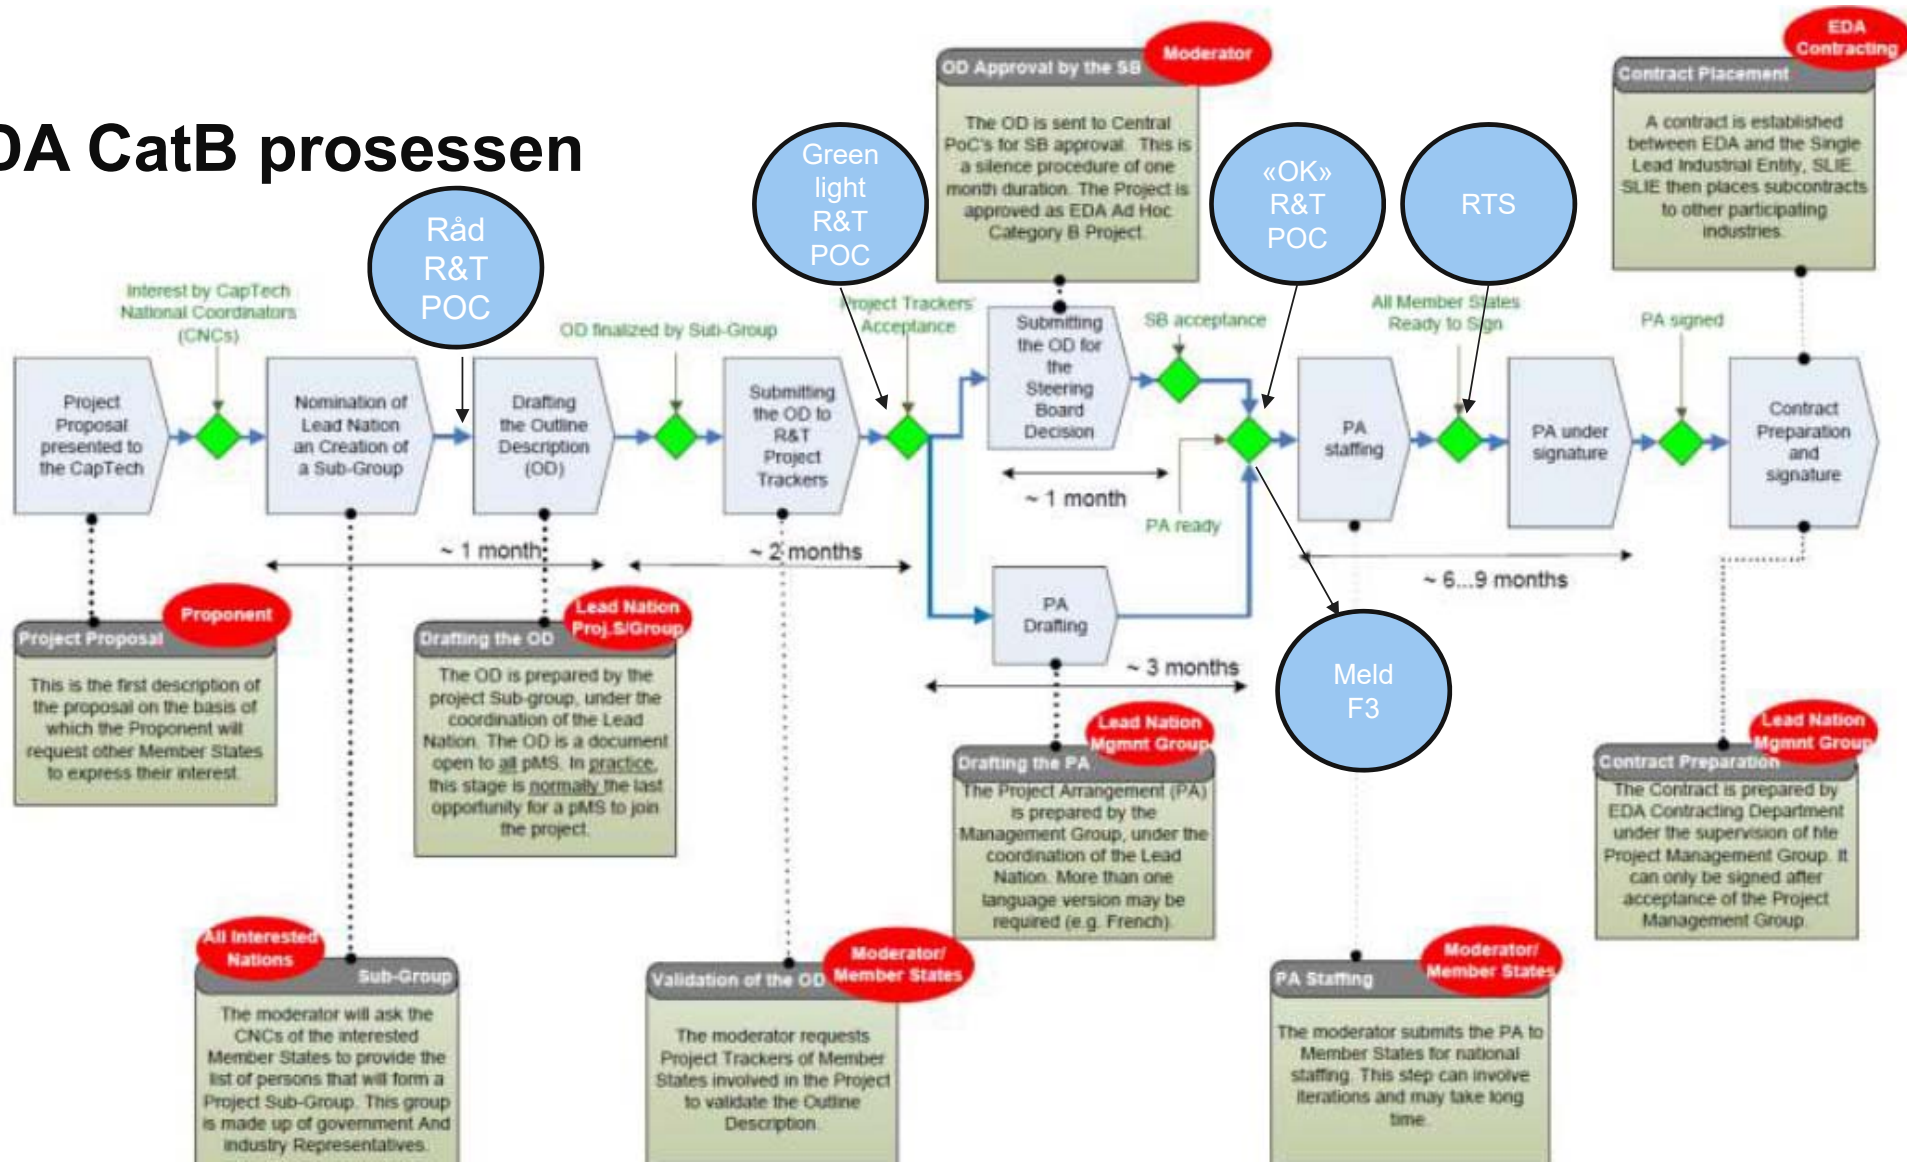 DA CatB prosessen
OD Approval by the SB
Moderator
The OD is sent to Central
PoC's for SB approval. This is
a silence procedure of one
month duration. The Project is
approved as EDA Ad Hoc
Category B Project.
EDA
Contracting
Contract Placement
A contract is established
between EDA and the Single
Lead Industrial Entity, SLIE.
SLIE then places subcontracts
to other participating
industries.
Råd
R&T
POC
Green
light
R&T
POC
«OK»
R&T
POC
RTS
Interest by CapTech
National Coordinators
(CNCs)
OD finalized by Sub-Group
Project Trackers'
Acceptance
SB acceptance
All Member States
Ready to Sign
PA signed
Project
Proposal
presented to
the CapTech
Nomination of
Lead Nation
an Creation of
a Sub-Group
Drafting
the Outline
Description
(OD)
Submitting
the OD to
R&T
Project
Trackers
Submitting
the OD for
the
Steering
Board
Decision
PA
staffing
PA under
signature
Contract
Preparation
and
signature
~ 1 month
PA ready
~ 1 month
~ 2 months
~ 6...9 months
PA
Drafting
~ 3 months
Meld
F3
Proponent
Project Proposal
This is the first description of
the proposal on the basis of
which the Proponent will
request other Member States
to express their interest.
Lead Nation
Proj.S/Group
Drafting the OD
The OD is prepared by the
project Sub-group, under the
coordination of the Lead
Nation. The OD is a document
open to all pMS. In practice,
this stage is normally the last
opportunity for a pMS to join
the project.
Lead Nation
Mgmnt Group
Drafting the PA
The Project Arrangement (PA)
is prepared by the
Management Group, under the
coordination of the Lead
Nation. More than one
language version may be
required (e.g. French).
Lead Nation
Mgmnt Group
Contract Preparation
The Contract is prepared by
EDA Contracting Department
under the supervision of hte
Project Management Group. It
can only be signed after
acceptance of the Project
Management Group.
All Interested
Nations
Sub-Group
The moderator will ask the
CNCs of the interested
Member States to provide the
list of persons that will form a
Project Sub-Group. This group
is made up of government And
industry Representatives.
Moderator/
Member States
Validation of the OD
The moderator requests
Project Trackers of Member
States involved in the Project
to validate the Outline
Description.
Moderator/
Member States
PA Staffing
The moderator submits the PA to
Member States for national
staffing. This step can involve
iterations and may take long
time.